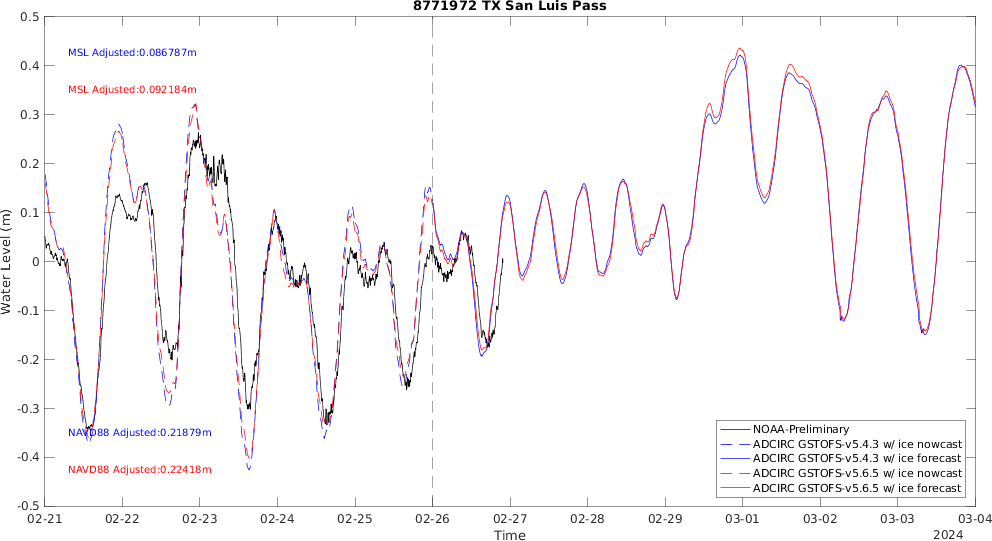 8771972 TX San Luis Pass
0.5
0.4
0.3
0.2
0.1
0
-0.1
-0.2
-0.3
-0.4
-0.5
Water Level (m)
MSL Adjusted:0.086787m
MSL Adjusted:0.092184m
NAVD88 Adjusted:0.21879m
NAVD88 Adjusted:0.22418m
NOAA-Preliminary
ADCIRC GSTOFS-v5.4.3 w/ ice nowcast
ADCIRC GSTOFS-v5.4.3 w/ ice forecast
ADCIRC GSTOFS-v5.6.5 w/ ice nowcast
ADCIRC GSTOFS-v5.6.5 w/ ice forecast
02-21 02-22 02-23 02-24 02-25 02-26 02-27 02-28 02-29 03-01 03-02 03-03 03-04
Time
2024